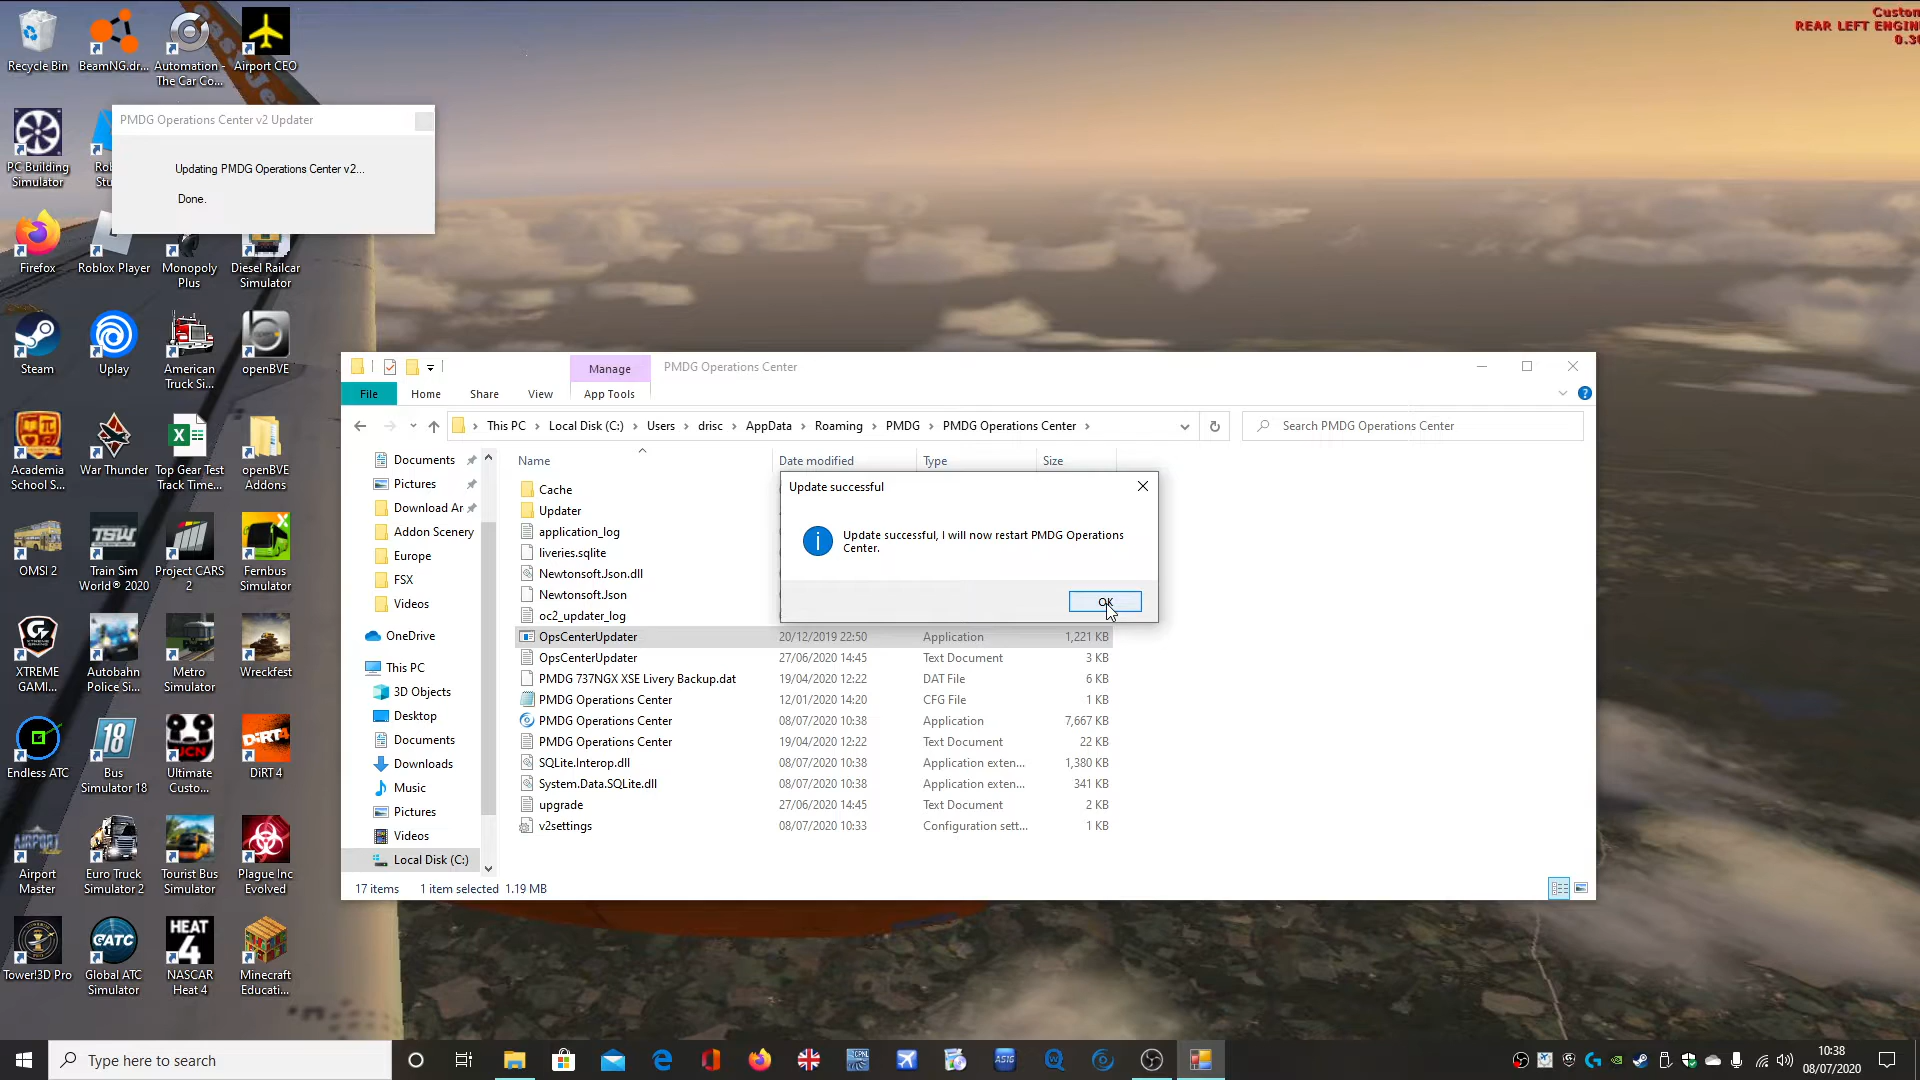 Custom
REAR LEFT ENGIN
0.3
Recycle Bin
BeamNG.dr...
Automation - The Car Co...
Airport CEO
PMDG Operations Center v2 Updater
Updating PMDG Operations Center v2...
Done.
PC Building Simulator
Rob
Stu
Firefox
Roblox Player
Monopoly Plus
Diesel Railcar Simulator
Steam
Uplay
American Truck Si...
openBVE
Academia School S...
War Thunder
Top Gear Test Track Time...
openBVE Addons
OMSI 2
TSW
Train Sim World® 2020
Project CARS 2
Fernbus Simulator
XTREME GAMI...
Autobahn Police Si...
Metro Simulator
Wreckfest
Endless ATC
18
Bus Simulator 18
Ultimate Custo...
DiRT 4
Airport Master
Euro Truck Simulator 2
Tourist Bus Simulator
Plague Inc Evolved
Tower!3D Pro
GATC
Global ATC Simulator
HEAT 4
NASCAR Heat 4
Minecraft Educati...
Manage
PMDG Operations Center
File
Home
Share
View
App Tools
This PC
Local Disk (C:)
Users
drisc
AppData
Roaming
PMDG
PMDG Operations Center
Search PMDG Operations Center
Documents
Pictures
Download Ar
Addon Scenery
Europe
FSX
Videos
OneDrive
This PC
3D Objects
Desktop
Documents
Downloads
Music
Pictures
Videos
Local Disk (C:)
Name
Date modified
Type
Size
Cache
Updater
application_log
liveries.sqlite
Newtonsoft.Json.dll
Newtonsoft.Json
oc2_updater_log
OpsCenterUpdater 20/12/2019 22:50 Application 1,221 KB
OpsCenterUpdater 27/06/2020 14:45 Text Document 3 KB
PMDG 737NGX XSE Livery Backup.dat 19/04/2020 12:22 DAT File 6 KB
PMDG Operations Center 12/01/2020 14:20 CFG File 1 KB
PMDG Operations Center 08/07/2020 10:38 Application 7,667 KB
PMDG Operations Center 19/04/2020 12:22 Text Document 22 KB
SQLite.Interop.dll 08/07/2020 10:38 Application exten... 1,380 KB
System.Data.SQLite.dll 08/07/2020 10:38 Application exten... 341 KB
upgrade 27/06/2020 14:45 Text Document 2 KB
v2settings 08/07/2020 10:33 Configuration sett... 1 KB
Update successful
Update successful, I will now restart PMDG Operations
Center.
OK
17 items
1 item selected 1.19 MB
Type here to search
10:38
08/07/2020